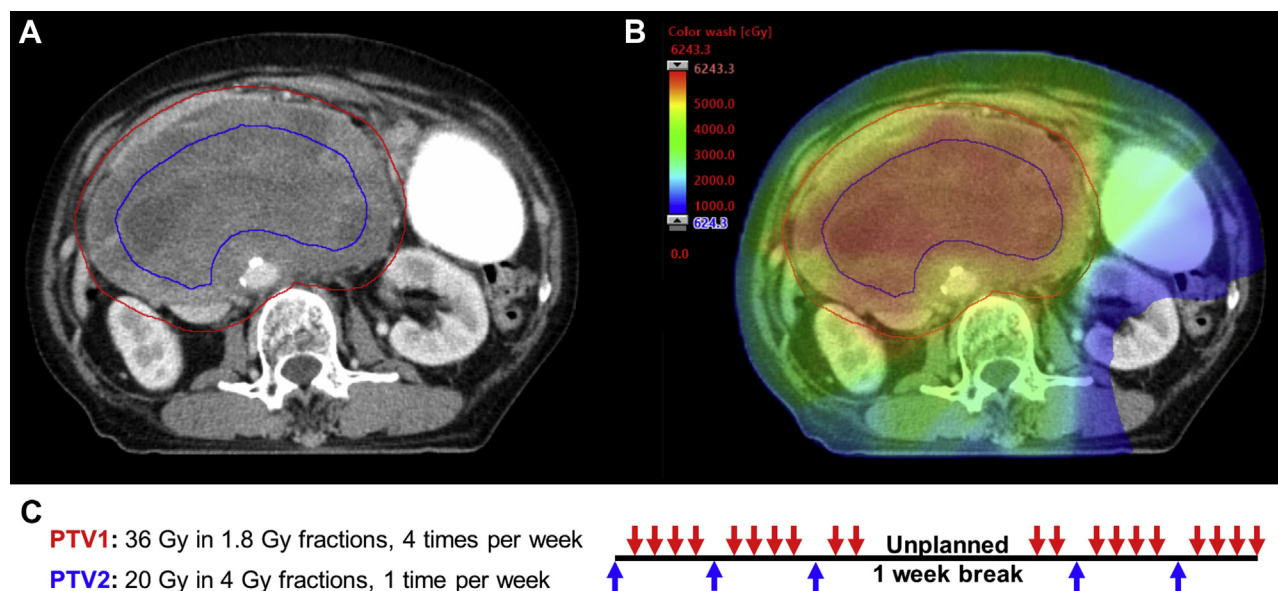 A
B
Color wash [cGy]
6243.3
6243.3
5000.0
4000.0
3000.0
2000.0
1000.0
624.3
0.0
C
PTV1: 36 Gy in 1.8 Gy fractions, 4 times per week
PTV2: 20 Gy in 4 Gy fractions, 1 time per week
Unplanned
1 week break